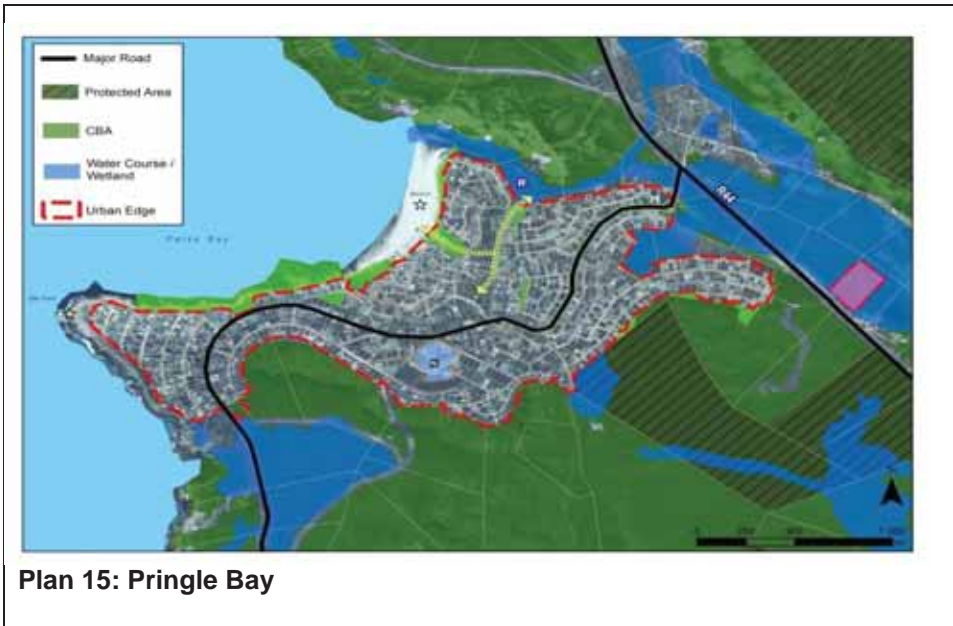 Major Road
Protected Area
CBA
Water Course /
Wetland
Urban Edge
R
H
R44
Plan 15: Pringle Bay